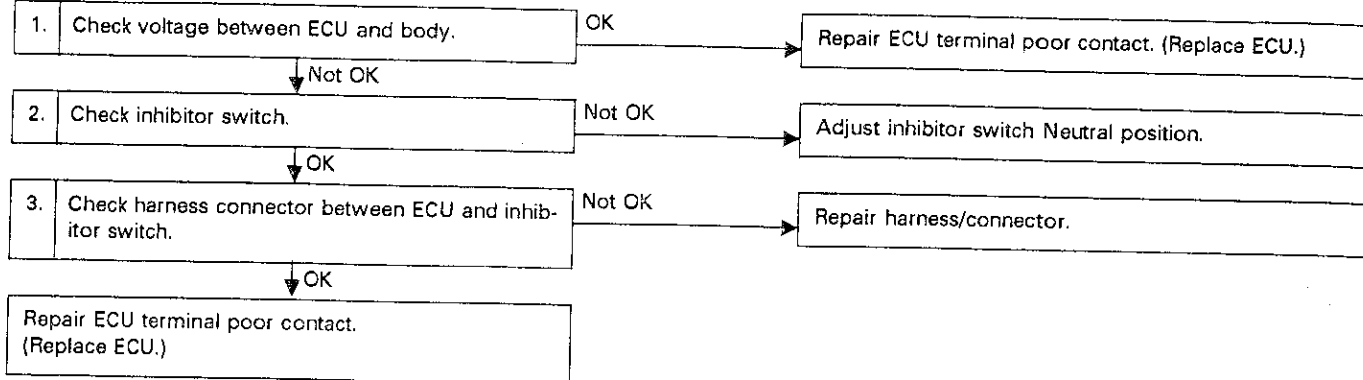 1. Check voltage between ECU and body.
OK
Repair ECU terminal poor contact. (Replace ECU.)
Not OK
2. Check inhibitor switch.
Not OK
Adjust inhibitor switch Neutral position.
OK
3. Check harness connector between ECU and inhib-
itor switch.
Not OK
Repair harness/connector.
OK
Repair ECU terminal poor contact.
(Replace ECU.)